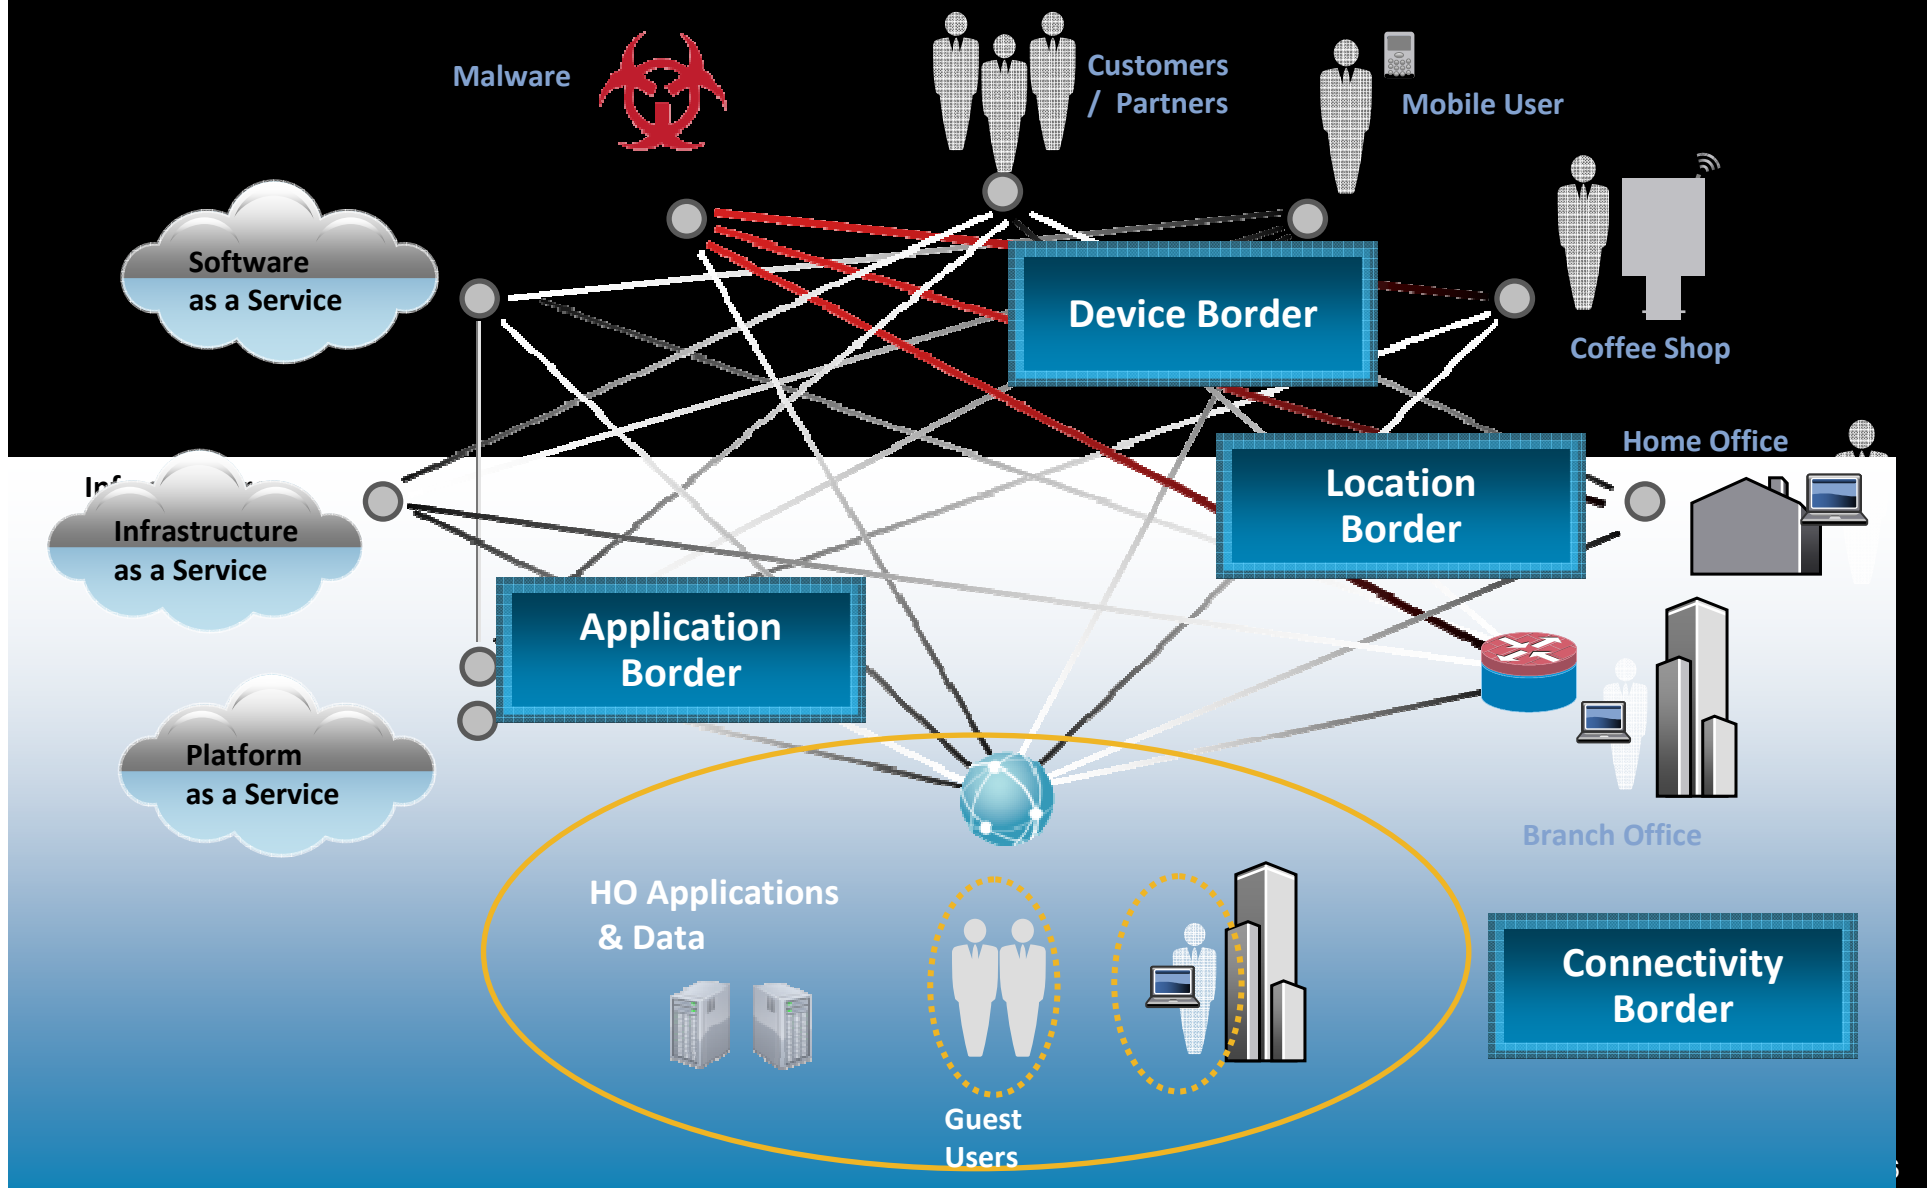 Malware
Customers
/ Partners
Mobile User
Software
as a Service
Device Border
Coffee Shop
Home Office
Location
Border
Infrastructure
as a Service
Application
Border
Platform
as a Service
Branch Office
HO Applications
& Data
Connectivity
Border
Guest
Users